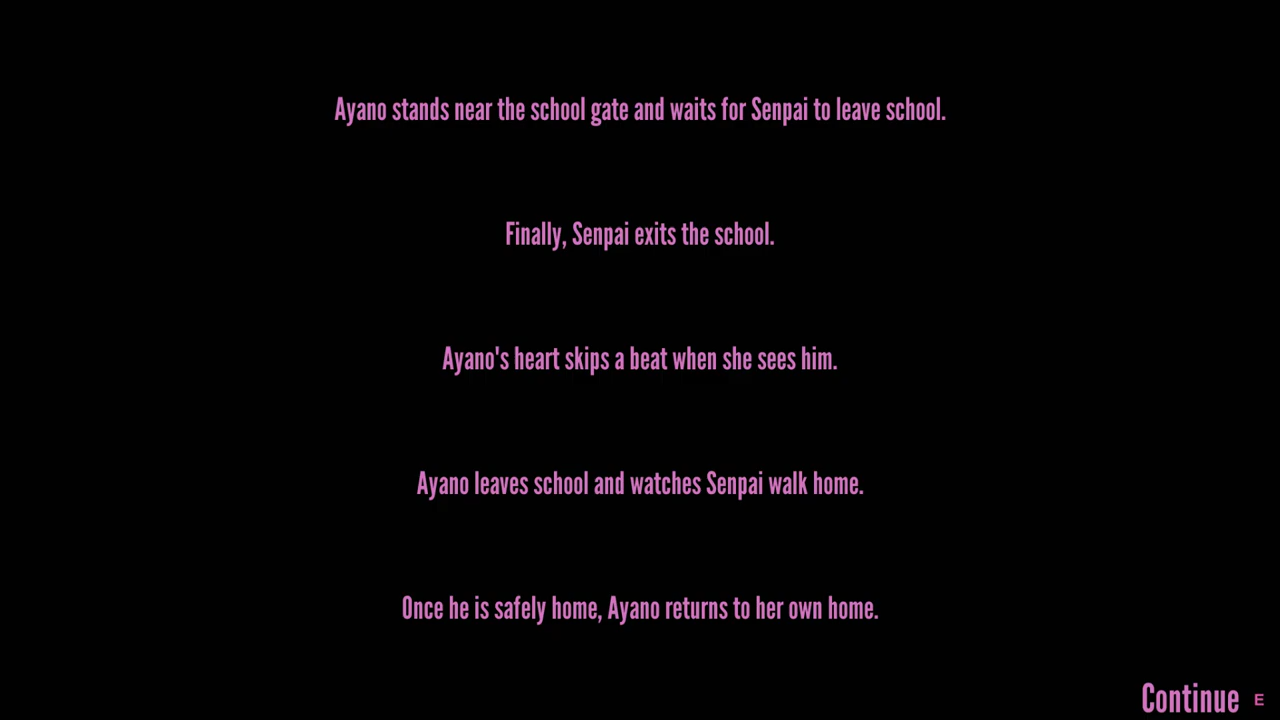 Ayano stands near the school gate and waits for Senpai to leave school.
Finally, Senpai exits the school.
Ayano's heart skips a beat when she sees him.
Ayano leaves school and watches Senpai walk home.
Once he is safely home, Ayano returns to her own home.
Continue E